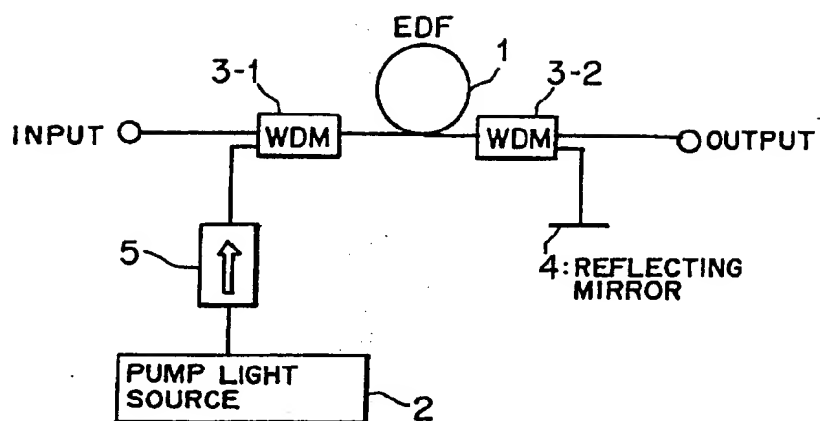 EDF
1
3-1
3-2
INPUT
WDM
WDM
OUTPUT
5
4: REFLECTING
MIRROR
PUMP LIGHT
SOURCE
2